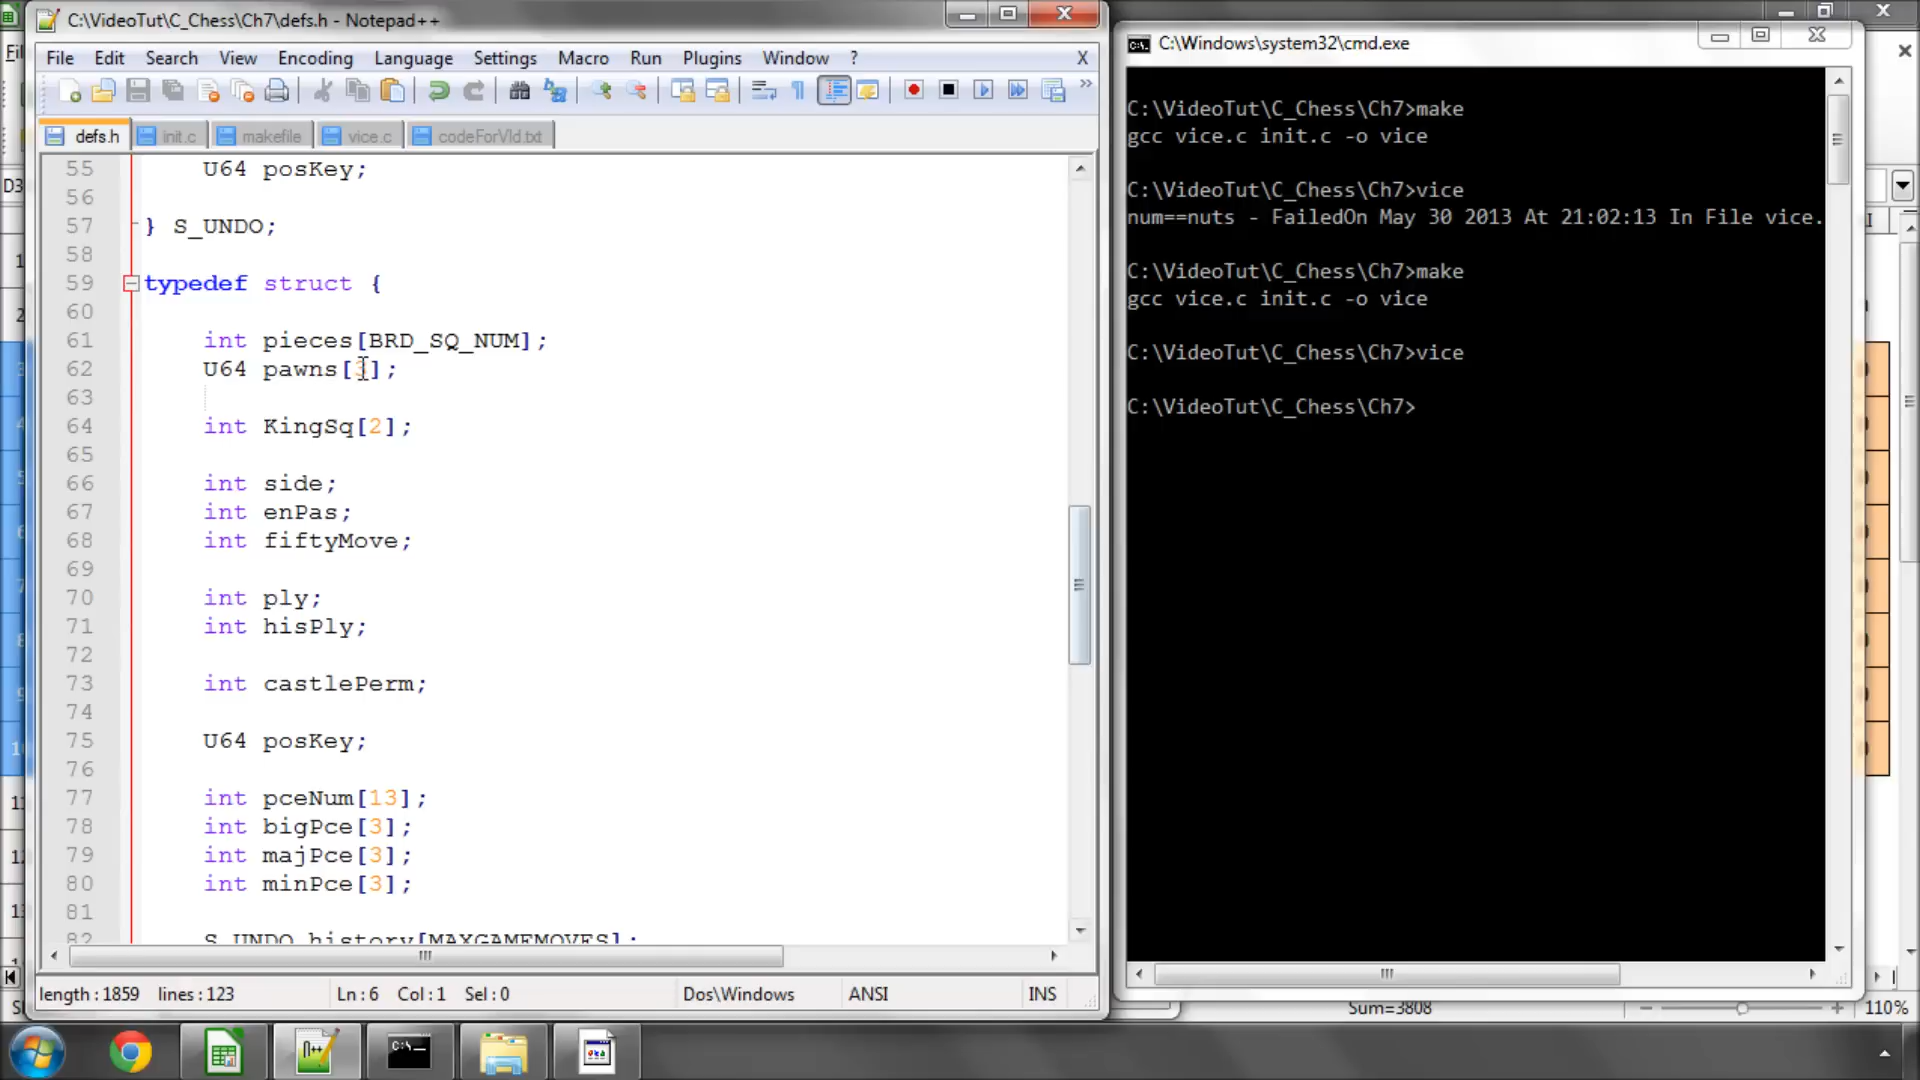 C:\VideoTut\C_Chess\Ch7\defs.h - Notepad++
File Edit Search View Encoding Language Settings Macro Run Plugins Window ? X
defs.h init.c makefile vice.c codeForVid.txt
55 U64 posKey;
56
57 } S_UNDO;
58
59 typedef struct {
60
61 int pieces[BRD_SQ_NUM];
62 U64 pawns[3];
63
64 int KingSq[2];
65
66 int side;
67 int enPas;
68 int fiftyMove;
69
70 int ply;
71 int hisPly;
72
73 int castlePerm;
74
75 U64 posKey;
76
77 int pceNum[13];
78 int bigPce[3];
79 int majPce[3];
80 int minPce[3];
81
82 S_UNDO history[MAXGAMEMOVES];
length:1859 lines:123 Ln:6 Col:1 Sel:0 Dos\Windows ANSI INS
C:\Windows\system32\cmd.exe
C:\VideoTut\C_Chess\Ch7>make
gcc vice.c init.c -o vice
C:\VideoTut\C_Chess\Ch7>vice
num==nuts - FailedOn May 30 2013 At 21:02:13 In File vice.
C:\VideoTut\C_Chess\Ch7>make
gcc vice.c init.c -o vice
C:\VideoTut\C_Chess\Ch7>vice
C:\VideoTut\C_Chess\Ch7>
Sum=3808 110%